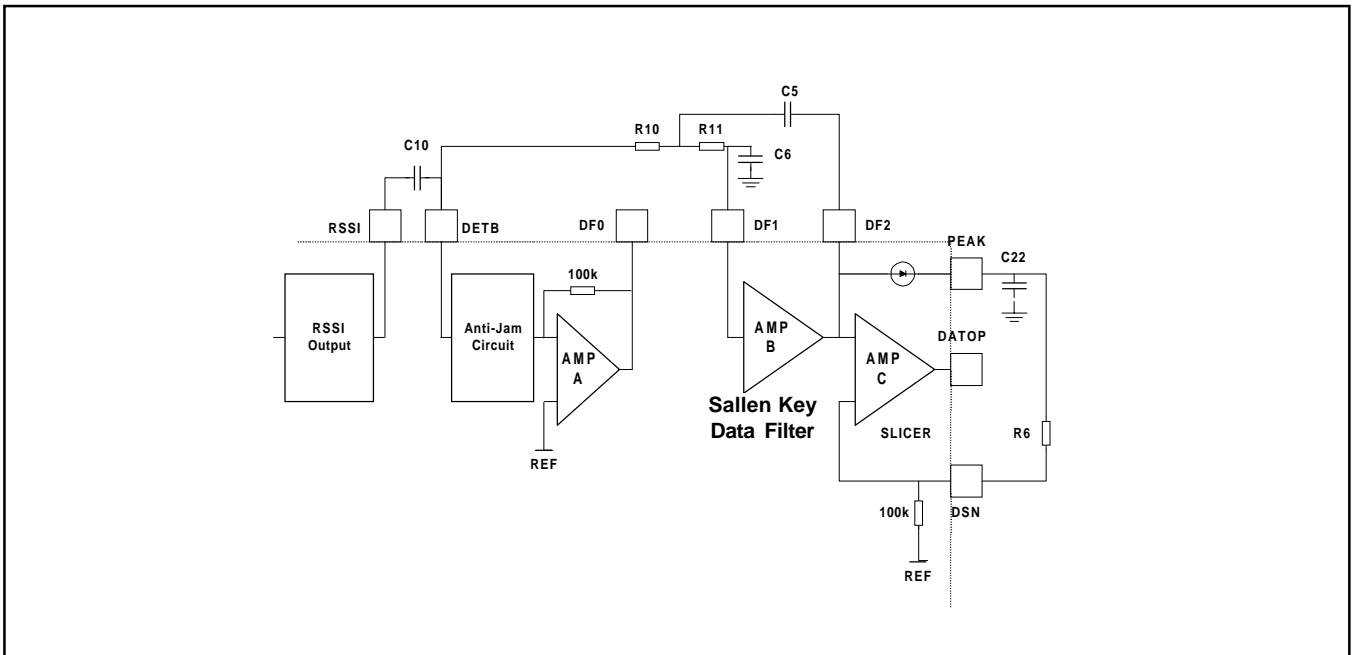 C5
R10
R11
C10
C6
RSSI
DETB
DF0
DF1
DF2
PEAK
C22
100k
RSSI
Output
Anti-Jam
Circuit
AMP
A
AMP
B
AMP
C
DATOP
Sallen Key
Data Filter
SLICER
R6
REF
100k
DSN
REF